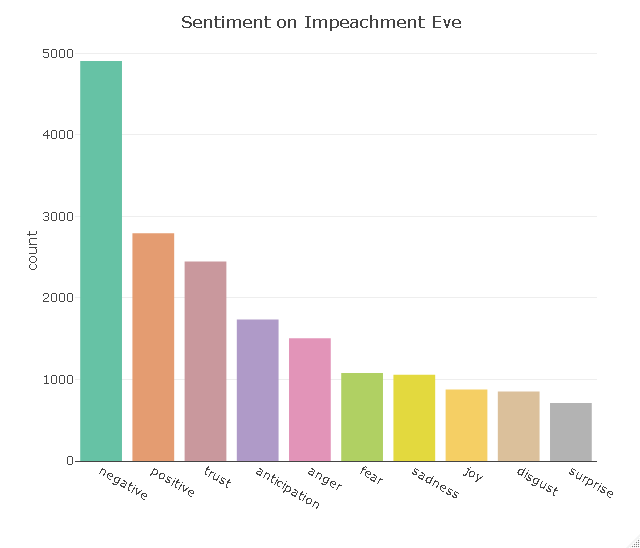 Sentiment on Impeachment Eve
5000
4000
3000
2000
1000
0
count
negative
positive
trust
anticipation
anger
fear
sadness
joy
disgust
surprise